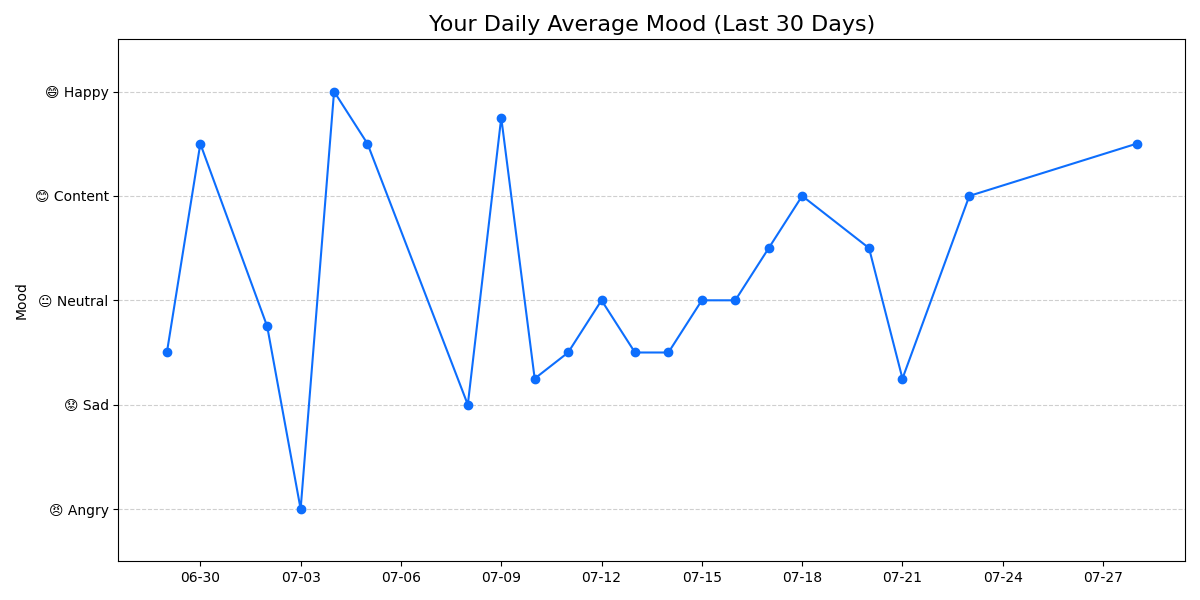 Your Daily Average Mood (Last 30 Days)
Mood
😄 Happy
😊 Content
😐 Neutral
😟 Sad
😠 Angry
06-30 07-03 07-06 07-09 07-12 07-15 07-18 07-21 07-24 07-27